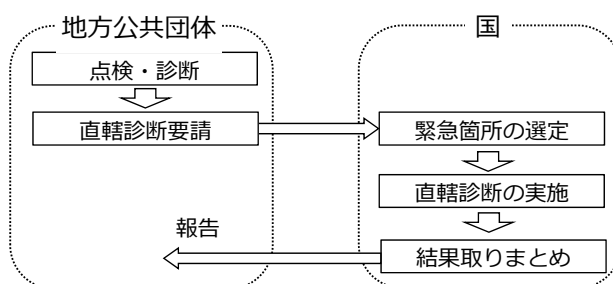 地方公共団体
点検・診断
直轄診断要請
国
緊急箇所の選定
直轄診断の実施
結果取りまとめ
報告